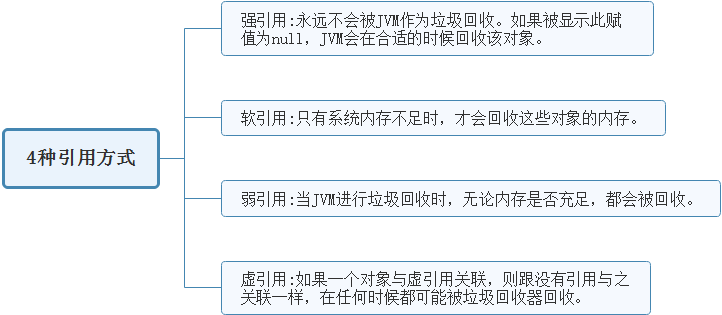 强引用:永远不会被JVM作为垃圾回收。如果被显示此赋
值为null，JVM会在合适的时候回收该对象。
软引用:只有系统内存不足时，才会回收这些对象的内存。
4种引用方式
弱引用:当JVM进行垃圾回收时，无论内存是否充足，都会被回收。
虚引用:如果一个对象与虚引用关联，则跟没有引用与之
关联一样，在任何时候都可能被垃圾回收器回收。